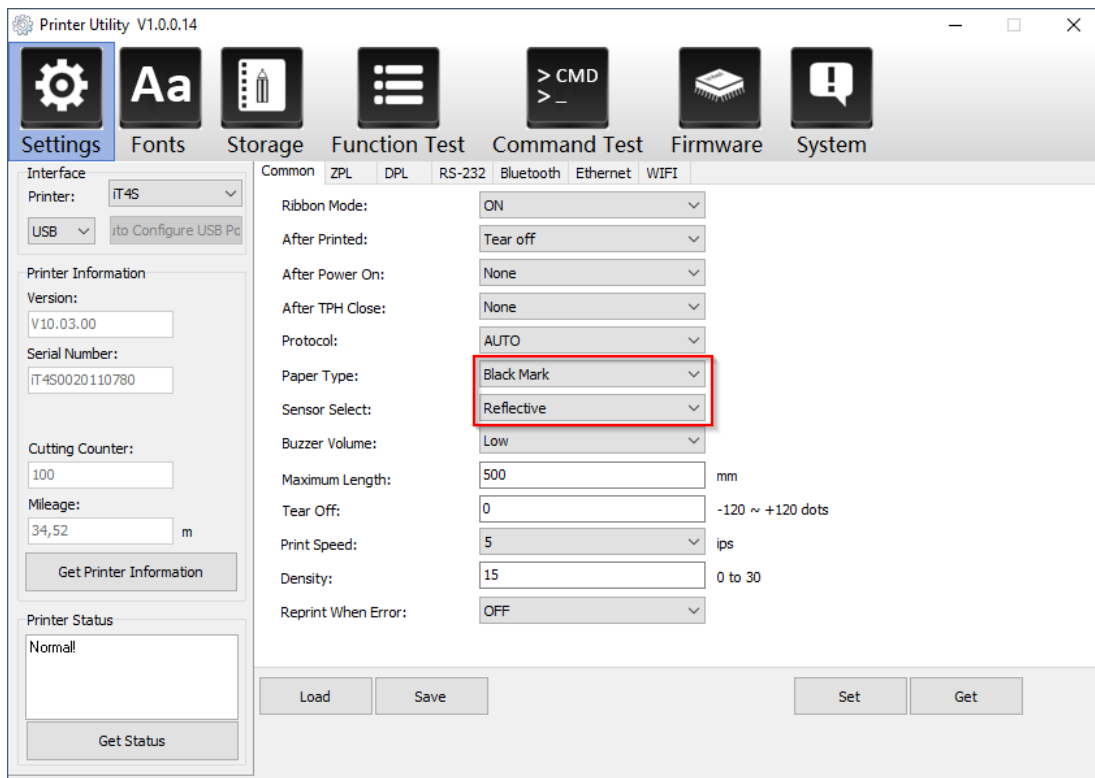 Printer Utility V1.0.0.14
> CMD
> _
Aa
Settings Fonts Storage Function Test Command Test Firmware System
Interface
Printer: iT4S
USB ito Configure USB Po
Printer Information
Version:
V10.03.00
Serial Number:
iT4S0020110780
Cutting Counter:
100
Mileage:
34,52 m
Get Printer Information
Printer Status
Normal!
Get Status
Common ZPL DPL RS-232 Bluetooth Ethernet WIFI
Ribbon Mode: ON
After Printed: Tear off
After Power On: None
After TPH Close: None
Protocol: AUTO
Paper Type: Black Mark
Sensor Select: Reflective
Buzzer Volume: Low
Maximum Length: 500 mm
Tear Off: 0 -120 ~ +120 dots
Print Speed: 5 ips
Density: 15 0 to 30
Reprint When Error: OFF
Load Save Set Get